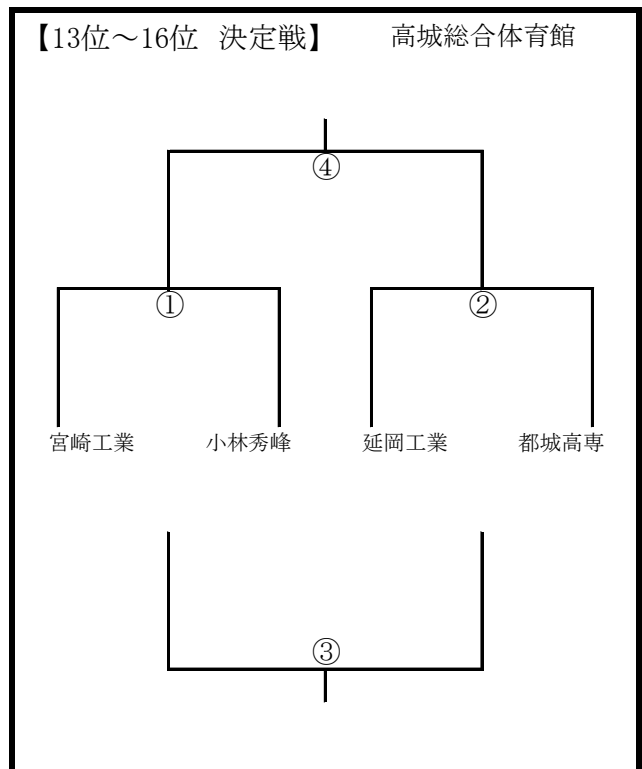 【13位～16位 決定戦】 高城総合体育館
④
① ②
宮崎工業 小林秀峰 延岡工業 都城高専
③